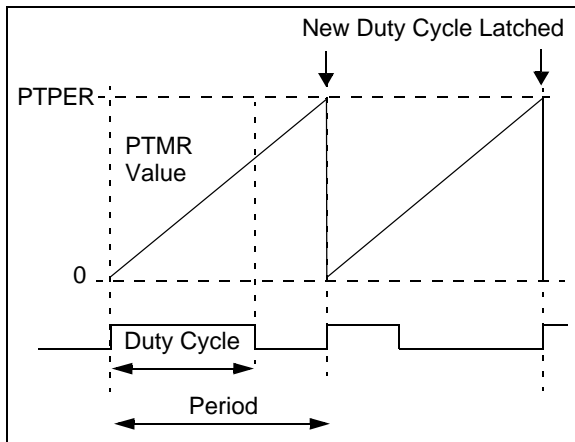 New Duty Cycle Latched
PTPER
PTMR
Value
0
Duty Cycle
Period